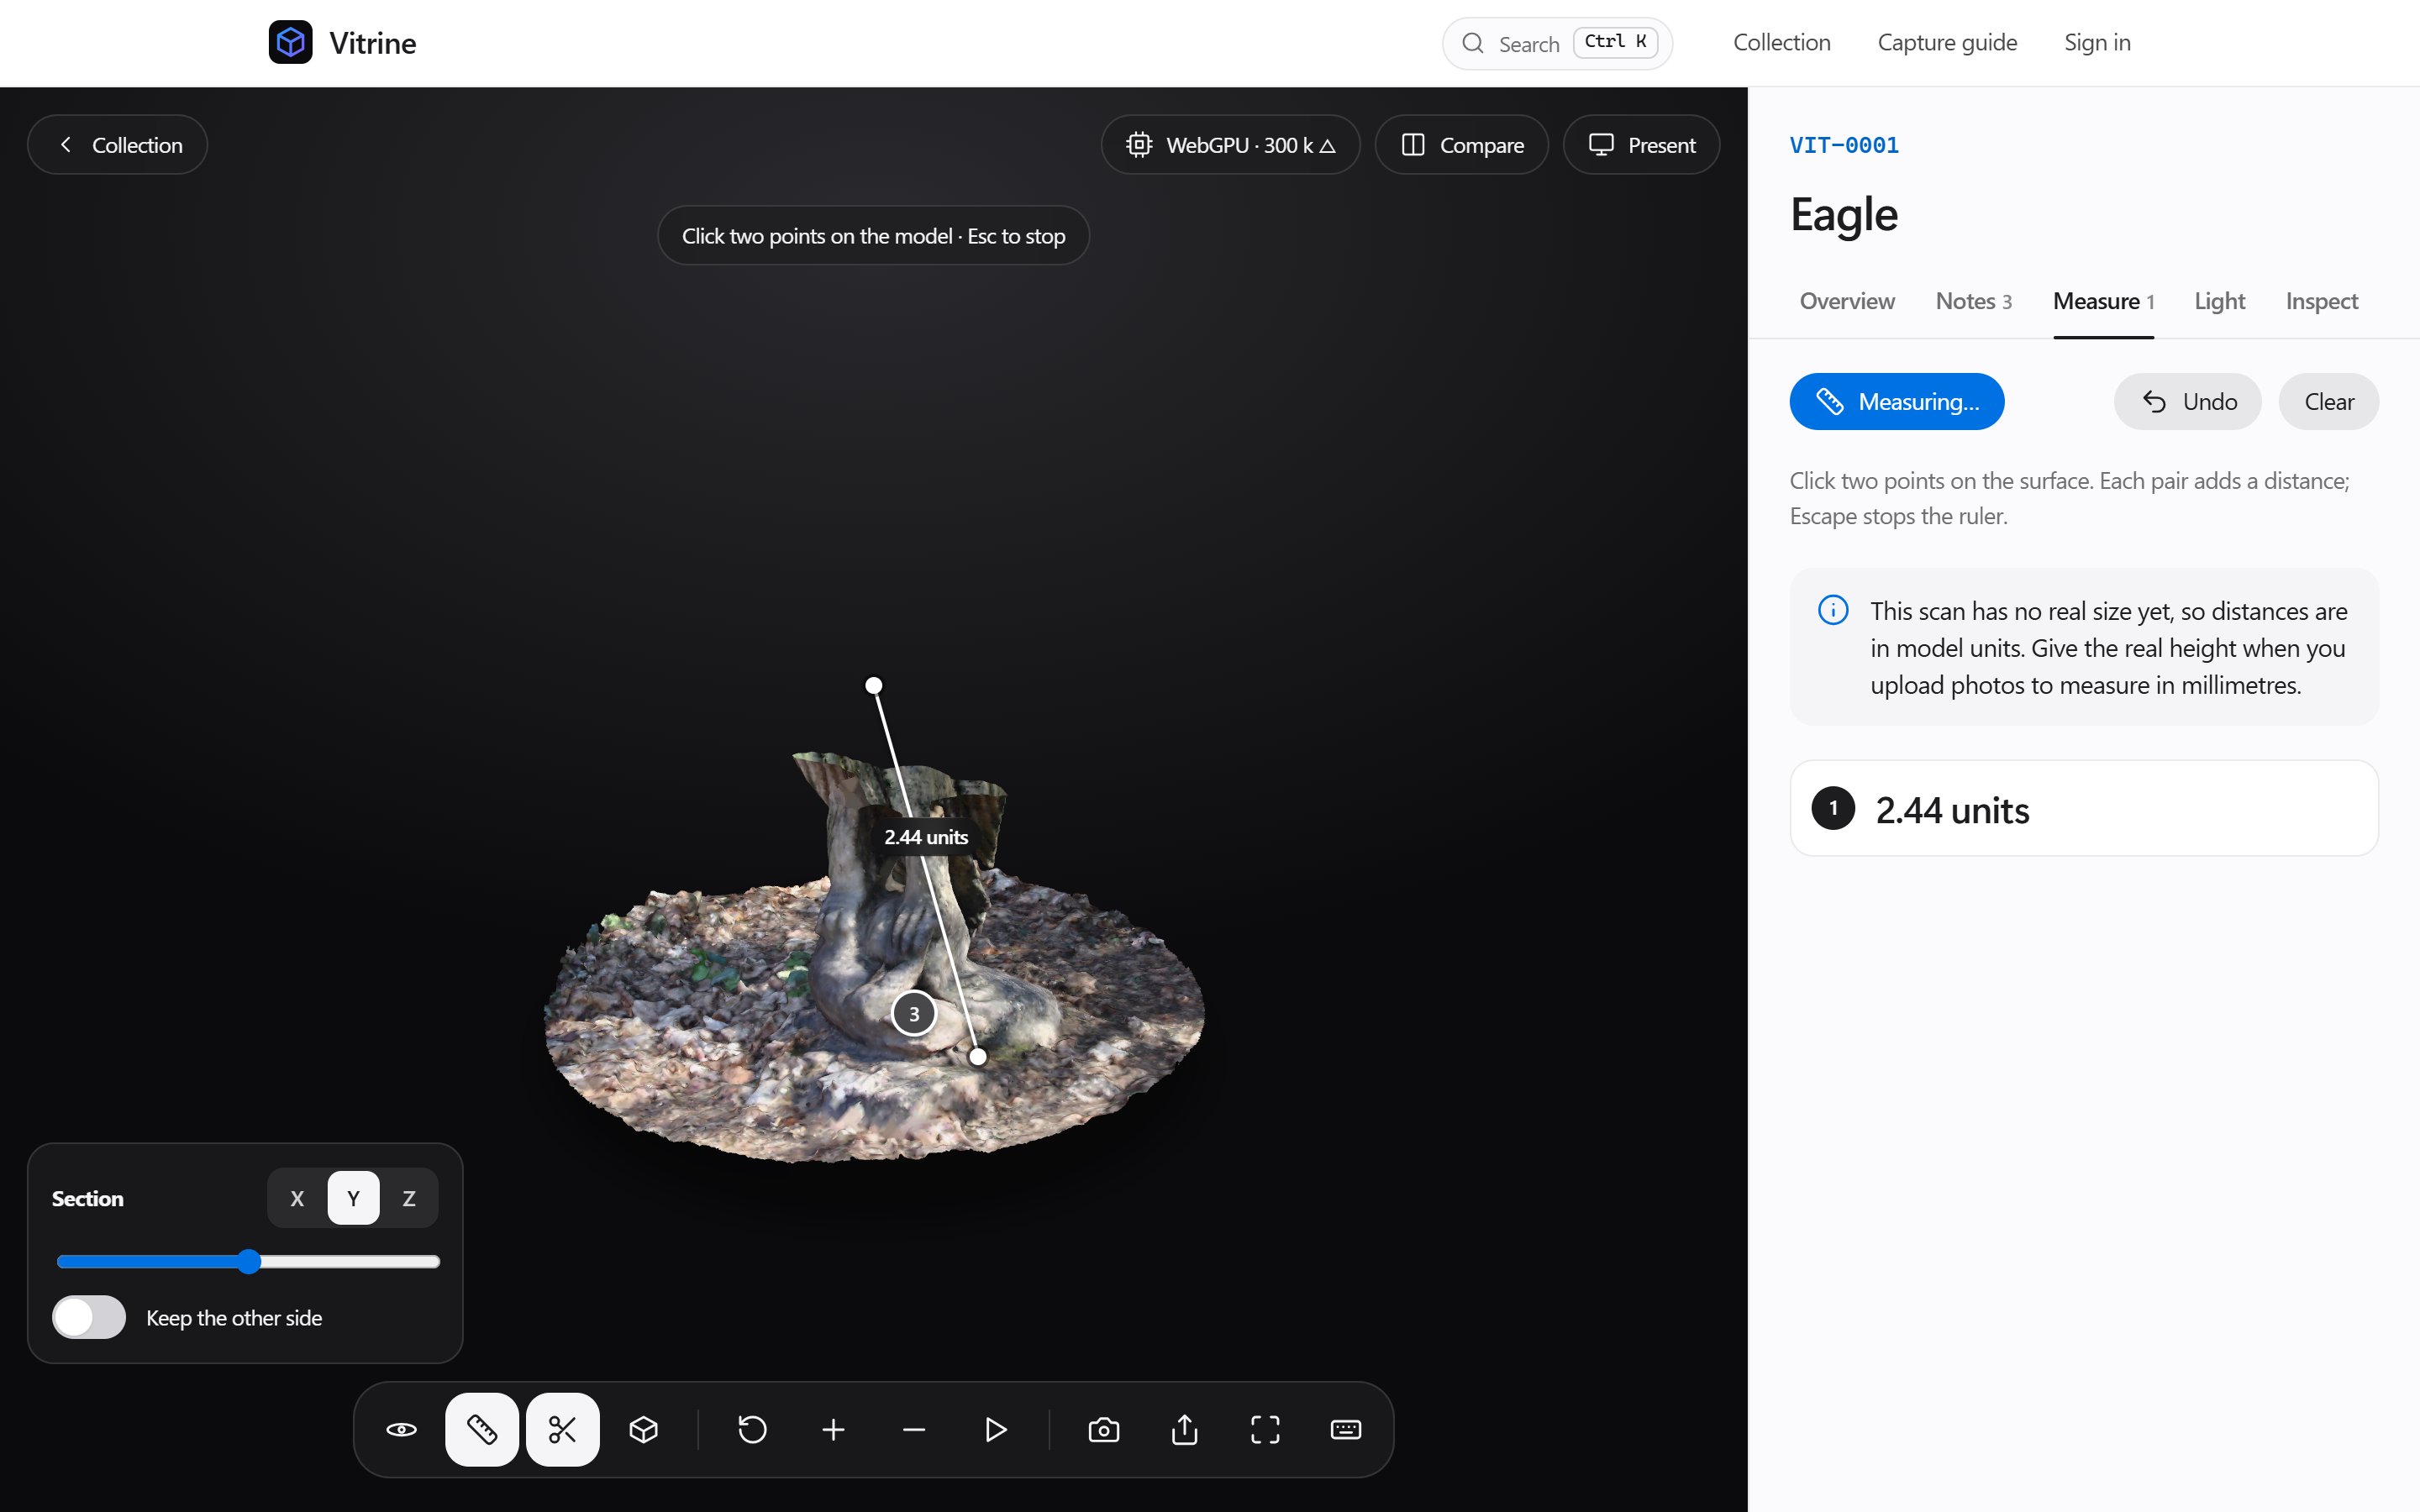 Vitrine
Search Ctrl K
Collection
Capture guide
Sign in
Collection
WebGPU · 300 k △
Compare
Present
Click two points on the model · Esc to stop
2.44 units
3
Section
X Y Z
Keep the other side
VIT-0001
Eagle
Overview
Notes 3
Measure 1
Light
Inspect
Measuring...
Undo
Clear
Click two points on the surface. Each pair adds a distance;
Escape stops the ruler.
This scan has no real size yet, so distances are
in model units. Give the real height when you
upload photos to measure in millimetres.
1 2.44 units